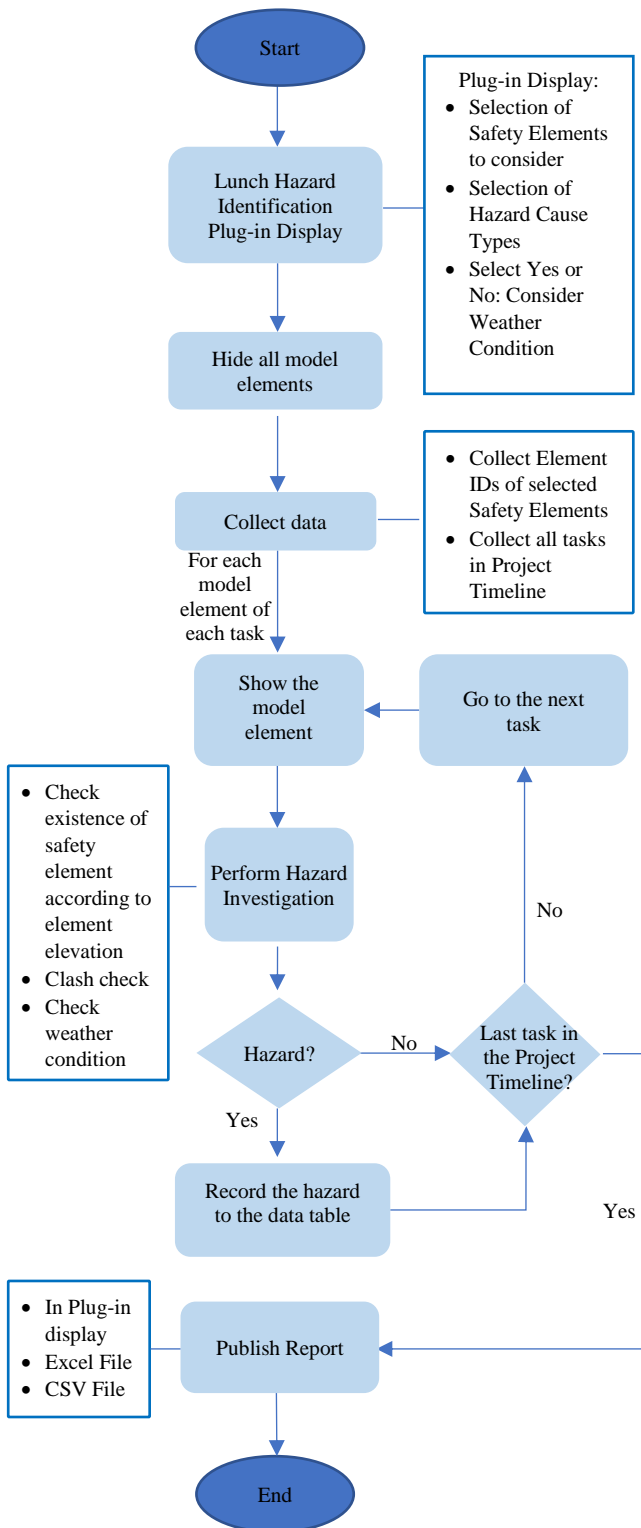 Start
Plug-in Display:
• Selection of
Safety Elements
to consider
• Selection of
Hazard Cause
Types
• Select Yes or
No: Consider
Weather
Condition
Lunch Hazard
Identification
Plug-in Display
Hide all model
elements
• Collect Element
IDs of selected
Safety Elements
• Collect all tasks
in Project
Timeline
Collect data
For each
model
element of
each task
Show the
model
element
Go to the next
task
• Check
existence of
safety
element
according to
element
elevation
• Clash check
• Check
weather
condition
Perform Hazard
Investigation
No
Hazard?
No
Last task in
the Project
Timeline?
Yes
Record the hazard
to the data table
Yes
• In Plug-in
display
• Excel File
• CSV File
Publish Report
End